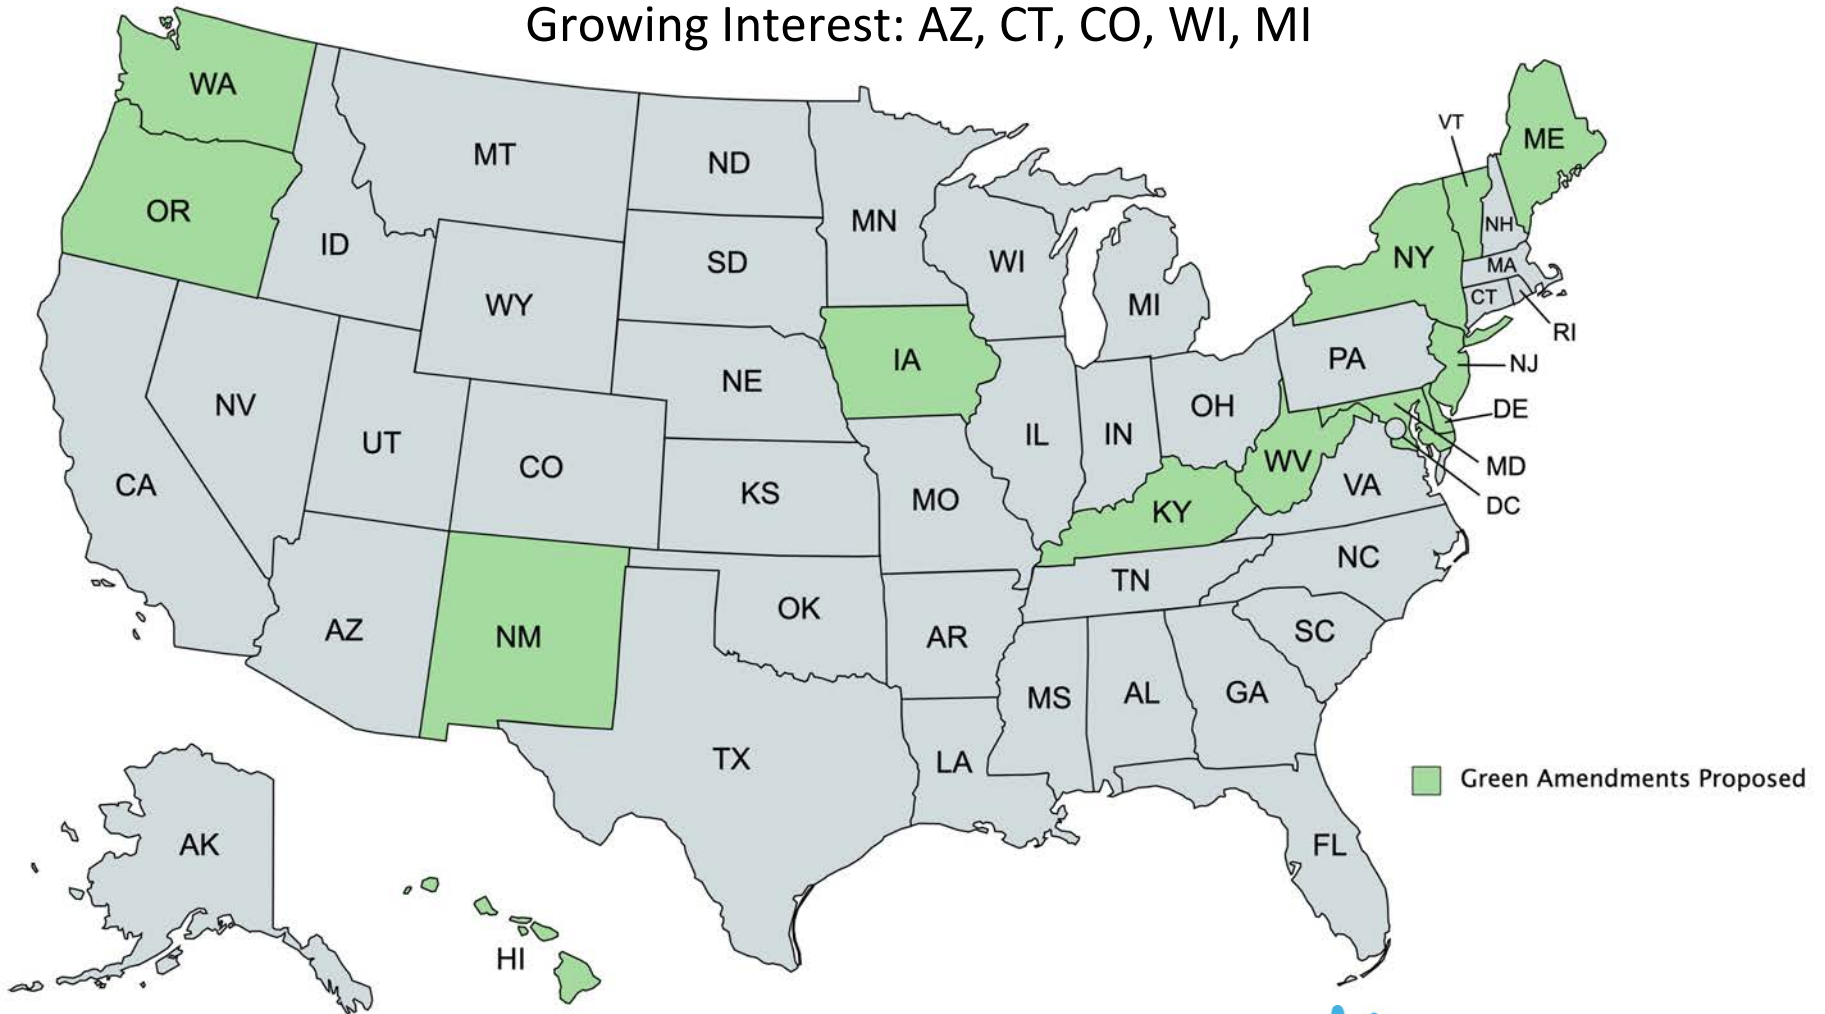 Growing Interest: AZ, CT, CO, WI, MI
WA
MT
ND
VT
ME
OR
ID
SD
MN
WI
NY
NH
MA
WY
MI
CT
RI
IA
PA
NJ
NV
NE
OH
DE
UT
CO
IL
IN
WV
MD
CA
KS
MO
KY
VA
DC
NC
TN
AZ
NM
OK
AR
SC
MS
AL
GA
TX
LA
Green Amendments Proposed
AK
FL
HI